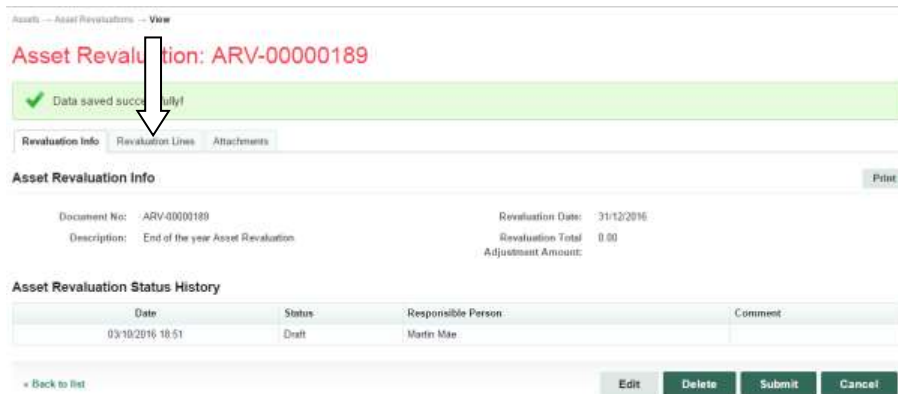 Assets → Asset Revaluations → View
Asset Revaluation: ARV-00000189
Data saved successfully!
Revaluation Info Revaluation Lines Attachments
Asset Revaluation Info Print
Document No: ARV-00000189 Revaluation Date: 31/12/2016
Description: End of the year Asset Revaluation Revaluation Total Adjustment Amount: 0.00
Asset Revaluation Status History
Date Status Responsible Person Comment
03/10/2016 18:51 Draft Martin Mäe
« Back to list Edit Delete Submit Cancel